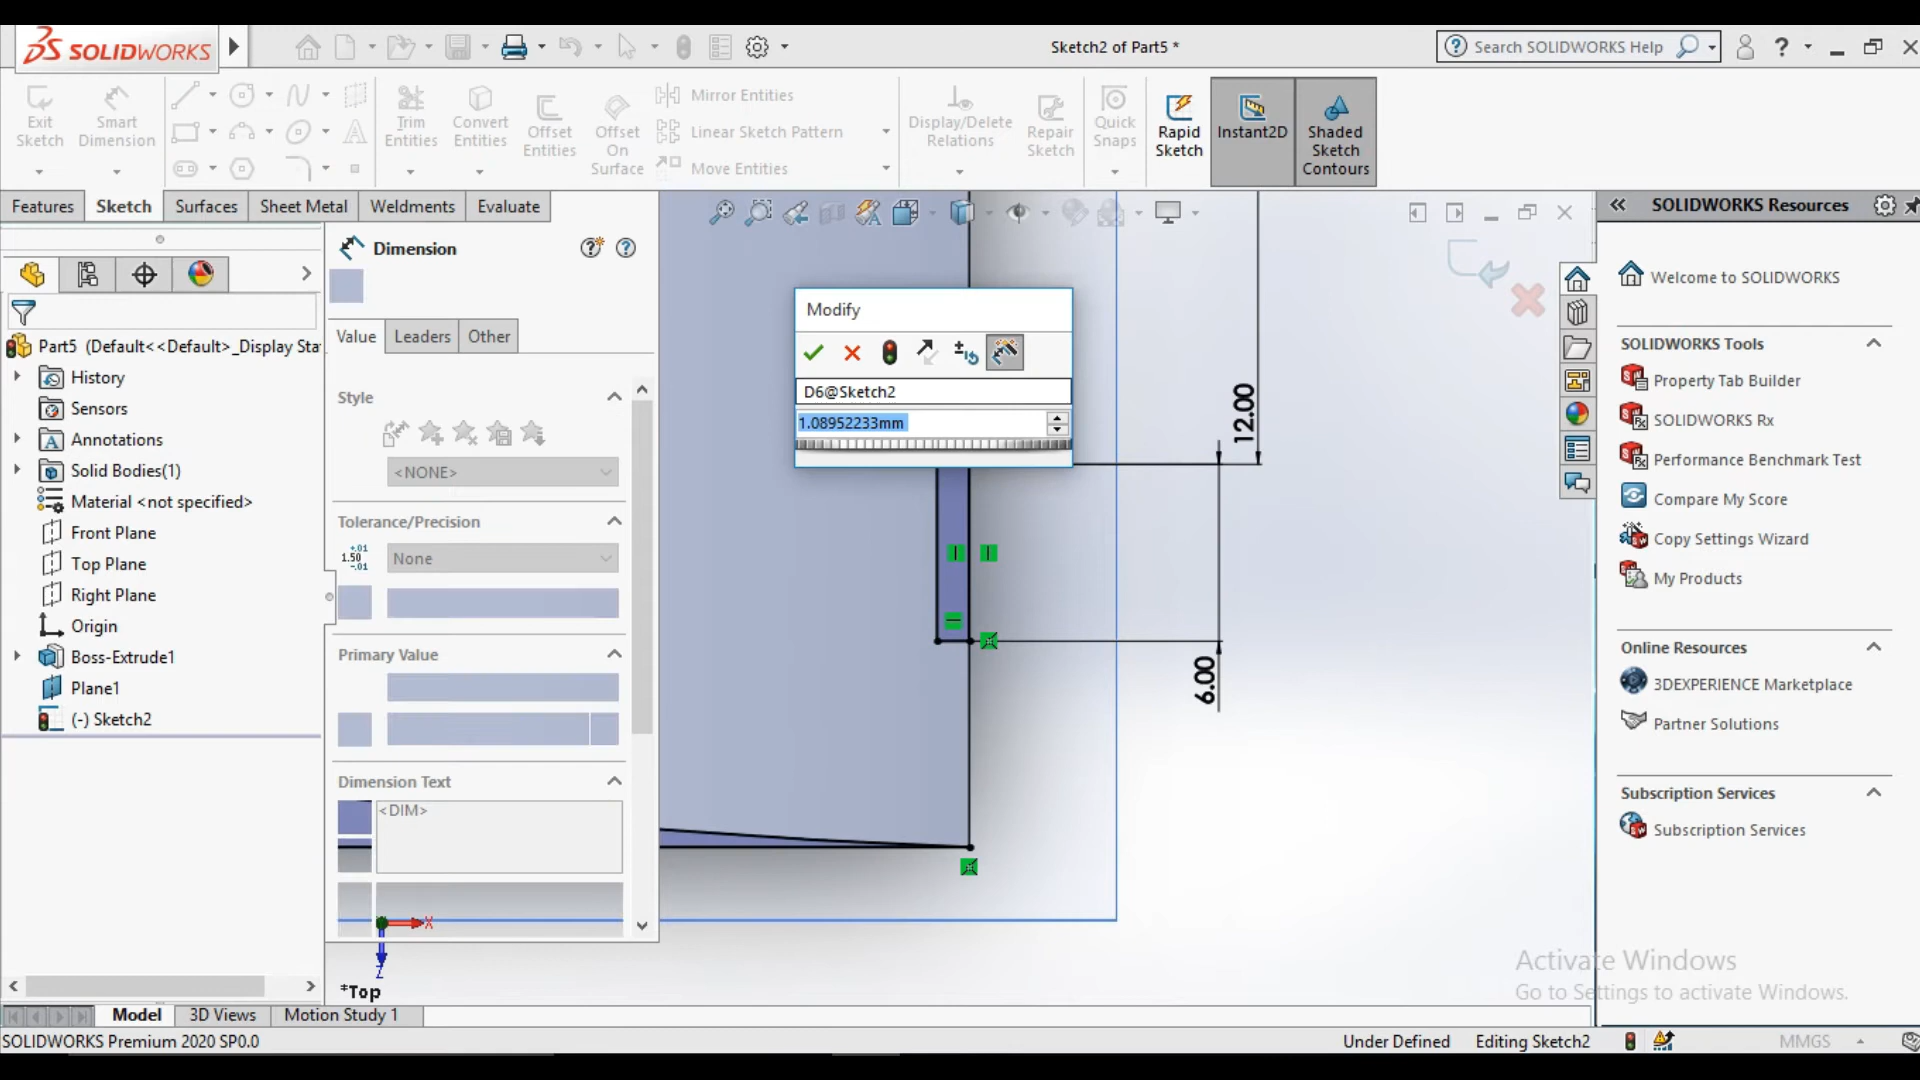 SOLIDWORKS
Sketch2 of Part5 *
Search SOLIDWORKS Help
Exit Sketch
Smart Dimension
Trim Entities
Convert Entities
Offset Entities
Offset On Surface
Mirror Entities
Linear Sketch Pattern
Move Entities
Display/Delete Relations
Repair Sketch
Quick Snaps
Rapid Sketch
Instant2D
Shaded Sketch Contours
Features
Sketch
Surfaces
Sheet Metal
Weldments
Evaluate
Part5 (Default<<Default>_Display Sta
History
Sensors
Annotations
Solid Bodies(1)
Material <not specified>
Front Plane
Top Plane
Right Plane
Origin
Boss-Extrude1
Plane1
(-) Sketch2
Dimension
Value
Leaders
Other
Style
<NONE>
Tolerance/Precision
1.50
+.01
-.01
None
Primary Value
Dimension Text
<DIM>
X
Z
*Top
Modify
D6@Sketch2
1.08952233mm
12.00
6.00
SOLIDWORKS Resources
Welcome to SOLIDWORKS
SOLIDWORKS Tools
Property Tab Builder
SOLIDWORKS Rx
Performance Benchmark Test
Compare My Score
Copy Settings Wizard
My Products
Online Resources
3DEXPERIENCE Marketplace
Partner Solutions
Subscription Services
Subscription Services
Activate Windows
Go to Settings to activate Windows.
Model
3D Views
Motion Study 1
SOLIDWORKS Premium 2020 SP0.0
Under Defined
Editing Sketch2
MMGS